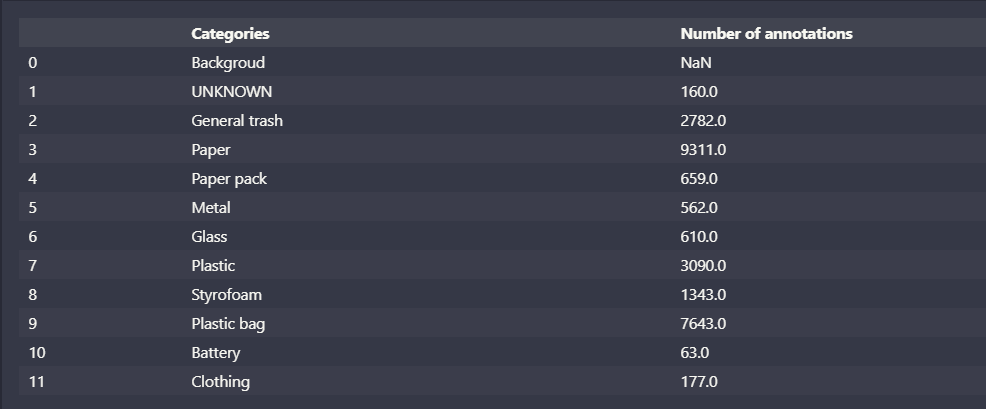 Categories Number of annotations
0 Backgroud NaN
1 UNKNOWN 160.0
2 General trash 2782.0
3 Paper 9311.0
4 Paper pack 659.0
5 Metal 562.0
6 Glass 610.0
7 Plastic 3090.0
8 Styrofoam 1343.0
9 Plastic bag 7643.0
10 Battery 63.0
11 Clothing 177.0